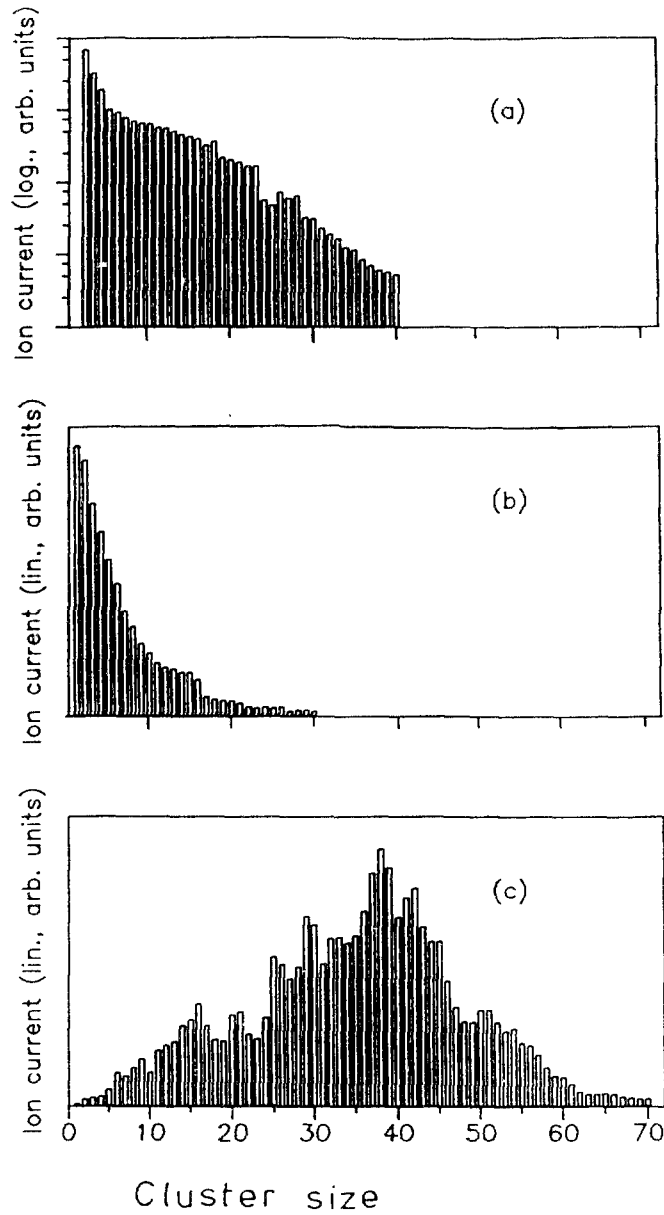 Ion current (log., arb. units)
(a)
Ion current (lin., arb. units)
(b)
Ion current (lin., arb. units)
(c)
0 10 20 30 40 50 60 70
Cluster size